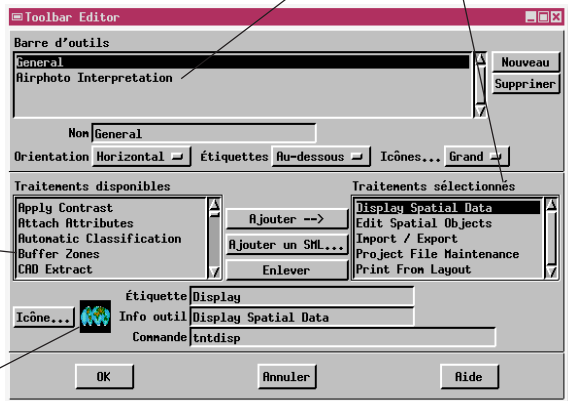 Toolbar Editor
Barre d'outils
General
Airphoto Interpretation
Nouveau
Supprimer
Nom General
Orientation Horizontal Étiquettes Au-dessous Icônes... Grand
Traitements disponibles
Apply Contrast
Attach Attributes
Automatic Classification
Buffer Zones
CAD Extract
Ajouter -->
Ajouter un SML...
Enlever
Traitements sélectionnés
Display Spatial Data
Edit Spatial Objects
Import / Export
Project File Maintenance
Print From Layout
Icône...
Étiquette Display
Info outil Display Spatial Data
Commande tntdisp
OK Annuler Aide